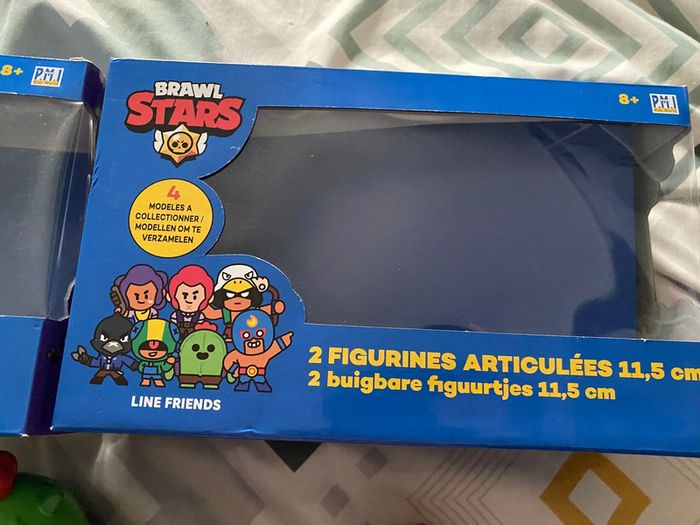 8+
P.M.I
BRAWL
STARS
8+
P.M.I
4
MODELES A
COLLECTIONNER /
MODELLEN OM TE
VERZAMELEN
LINE FRIENDS
2 FIGURINES ARTICULÉES 11,5 cm
2 buigbare figuurtjes 11,5 cm